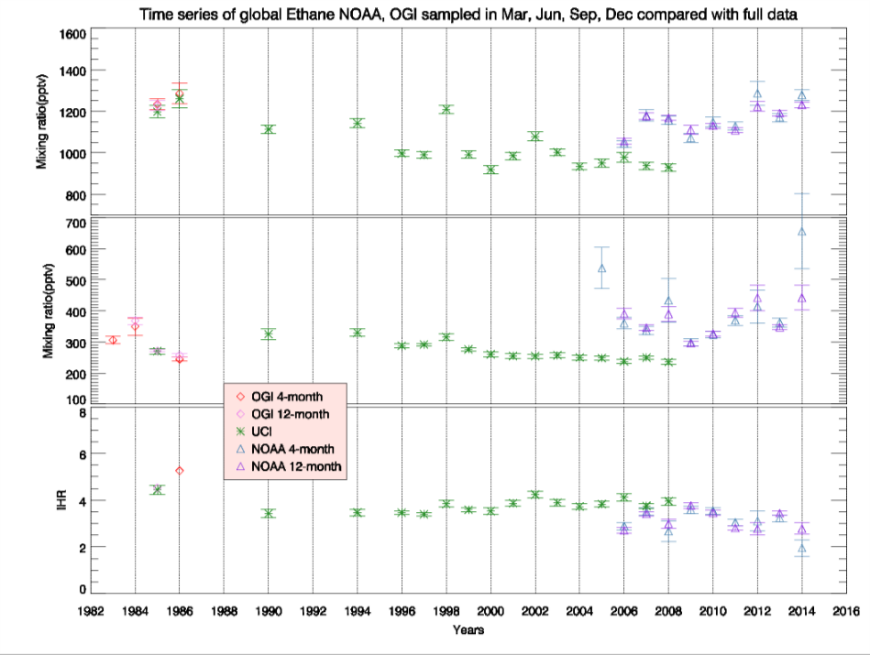 Time series of global Ethane NOAA, OGI sampled in Mar, Jun, Sep, Dec compared with full data
1600
1400
1200
1000
800
Mixing ratio(pptv)
700
600
500
400
300
200
100
Mixing ratio(pptv)
OGI 4-month
OGI 12-month
UCI
NOAA 4-month
NOAA 12-month
8
6
4
2
0
IHR
1982 1984 1986 1988 1990 1992 1994 1996 1998 2000 2002 2004 2006 2008 2010 2012 2014 2016
Years